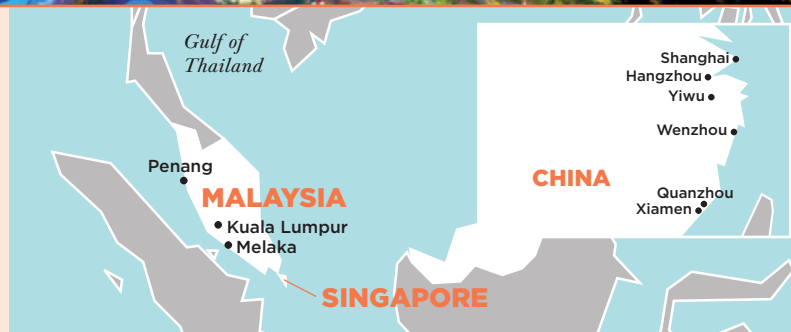 Gulf of
Thailand
Shanghai
Hangzhou
Yiwu
Wenzhou
Penang
CHINA
MALAYSIA
Quanzhou
Xiamen
Kuala Lumpur
Melaka
SINGAPORE